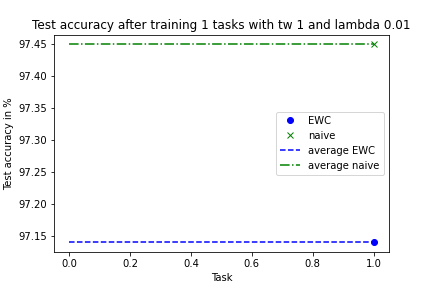 Test accuracy after training 1 tasks with tw 1 and lambda 0.01
97.45
97.40
97.35
97.30
97.25
97.20
97.15
Test accuracy in %
EWC
naive
average EWC
average naive
0.0 0.2 0.4 0.6 0.8 1.0
Task